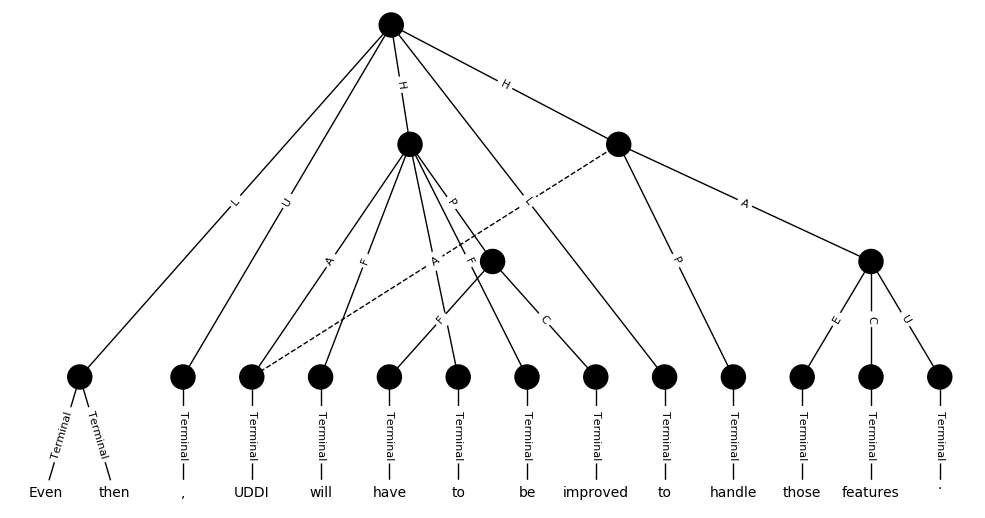 H
H
L
U
P
L
A
A
F
A
F
P
F
C
E
C
U
Terminal Terminal Terminal Terminal Terminal Terminal Terminal Terminal Terminal Terminal Terminal Terminal Terminal Terminal
Even then , UDDI will have to be improved to handle those features .